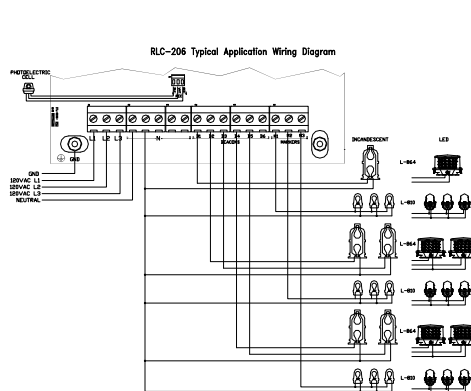 RLC-206 Typical Application Wiring Diagram
PHOTOELECTRIC
CELL
L1 L2 L3 N
BEACONS
MARKERS
GND
GND
120VAC L1
120VAC L2
120VAC L3
NEUTRAL
INCANDESCENT
LED
L-864
L-810
L-864
L-810
L-864
L-810